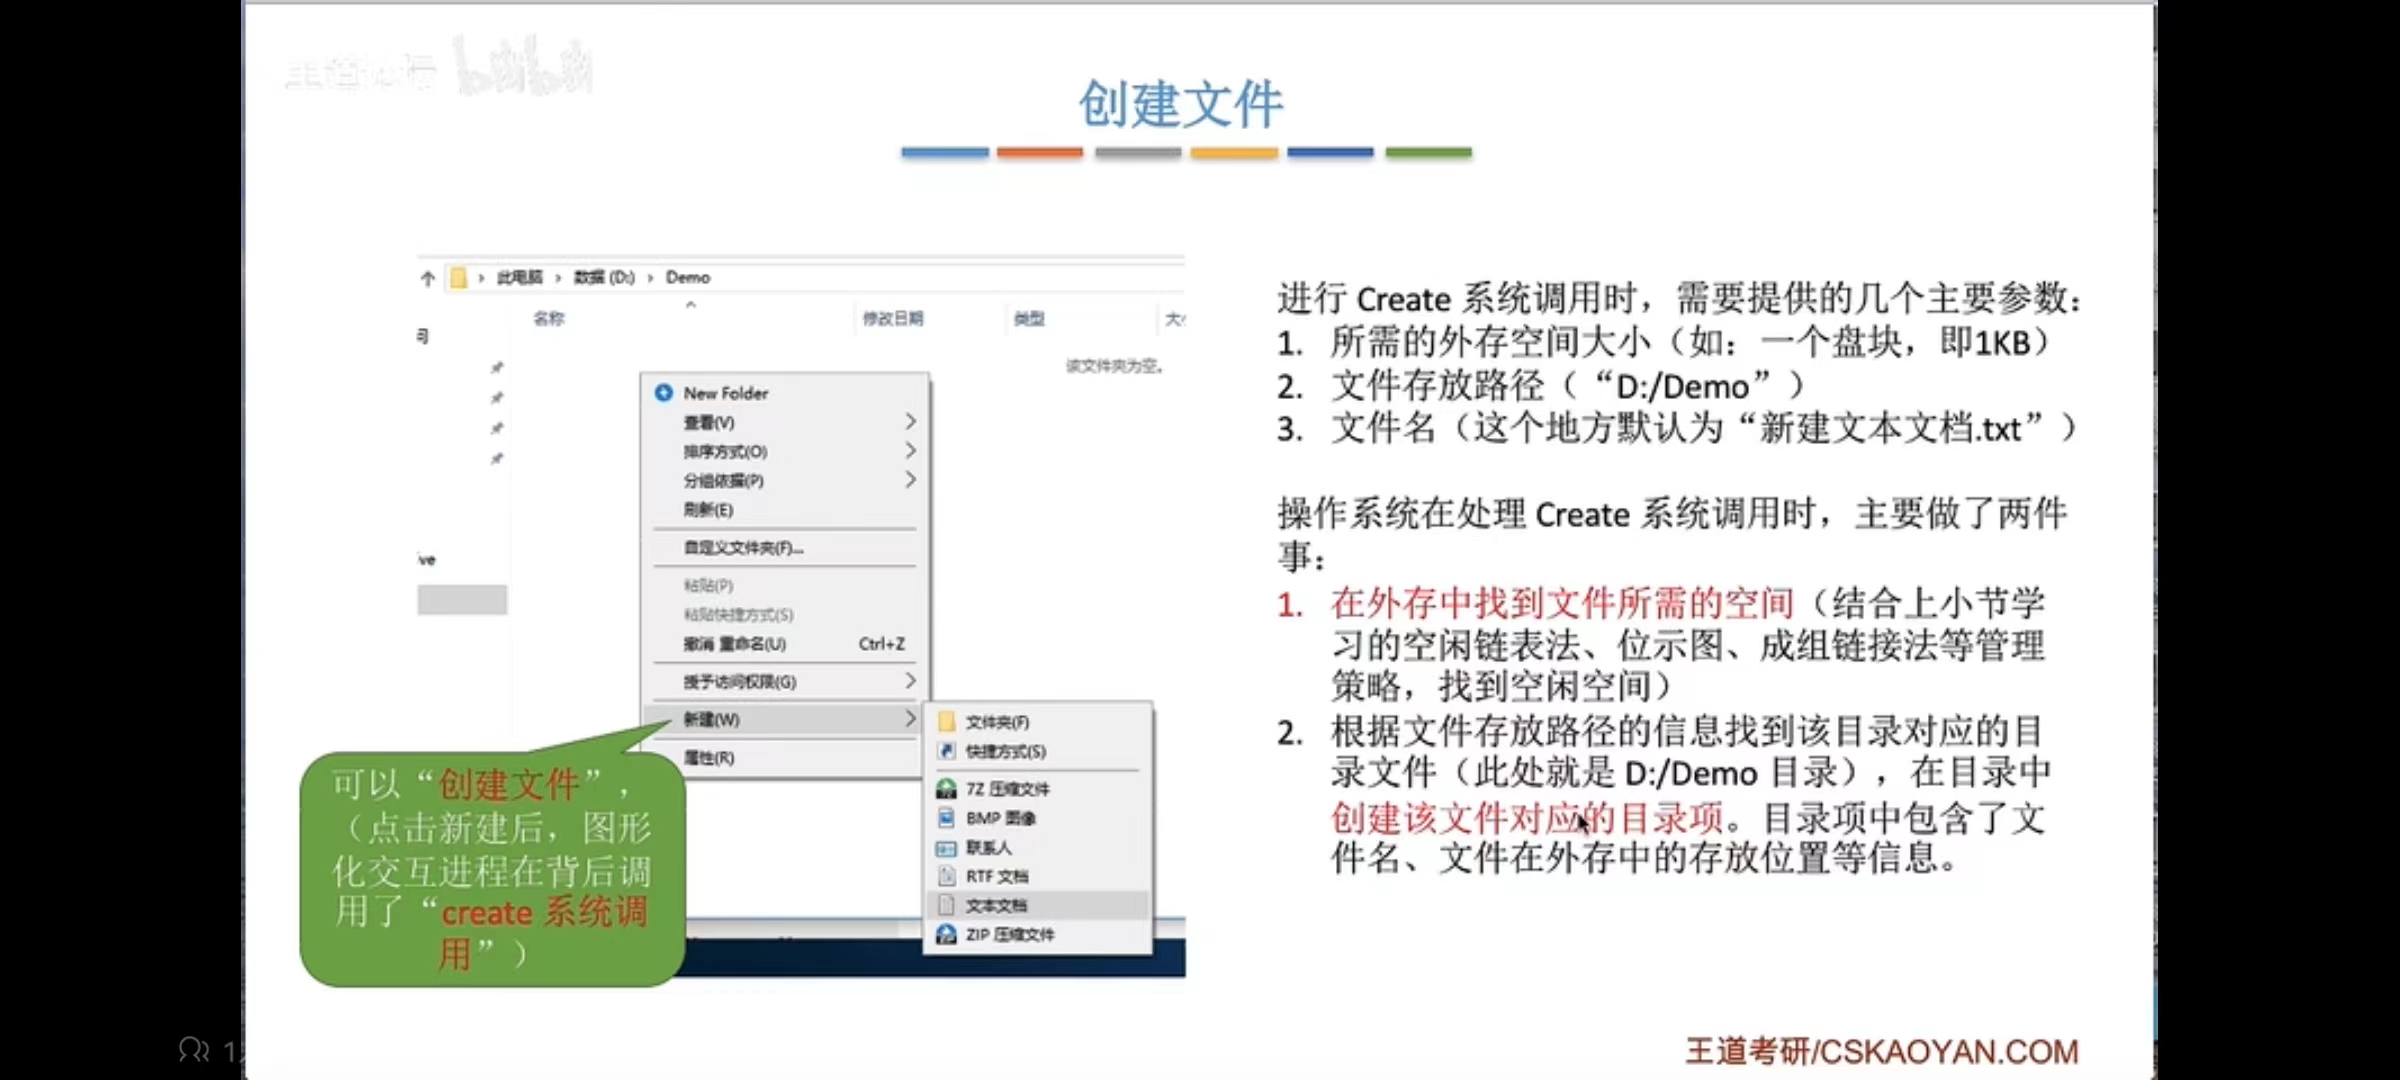 创建文件
此电脑 › 数据 (D:) › Demo
名称 修改日期 类型
该文件夹为空。
New Folder
查看(V)
排序方式(O)
分组依据(P)
刷新(E)
自定义文件夹(F)...
粘贴(P)
粘贴快捷方式(S)
撤消 重命名(U) Ctrl+Z
授予访问权限(G)
新建(W)
属性(R)
文件夹(F)
快捷方式(S)
7Z 压缩文件
BMP 图像
联系人
RTF 文档
文本文档
ZIP 压缩文件
可以“创建文件”，
（点击新建后，图形
化交互进程在背后调
用了“create 系统调
用”）
进行 Create 系统调用时，需要提供的几个主要参数：
1. 所需的外存空间大小（如：一个盘块，即1KB）
2. 文件存放路径（“D:/Demo”）
3. 文件名（这个地方默认为“新建文本文档.txt”）
操作系统在处理 Create 系统调用时，主要做了两件
事：
1. 在外存中找到文件所需的空间（结合上小节学
习的空闲链表法、位示图、成组链接法等管理
策略，找到空闲空间）
2. 根据文件存放路径的信息找到该目录对应的目
录文件（此处就是 D:/Demo 目录），在目录中
创建该文件对应的目录项。目录项中包含了文
件名、文件在外存中的存放位置等信息。
王道考研/CSKAOYAN.COM